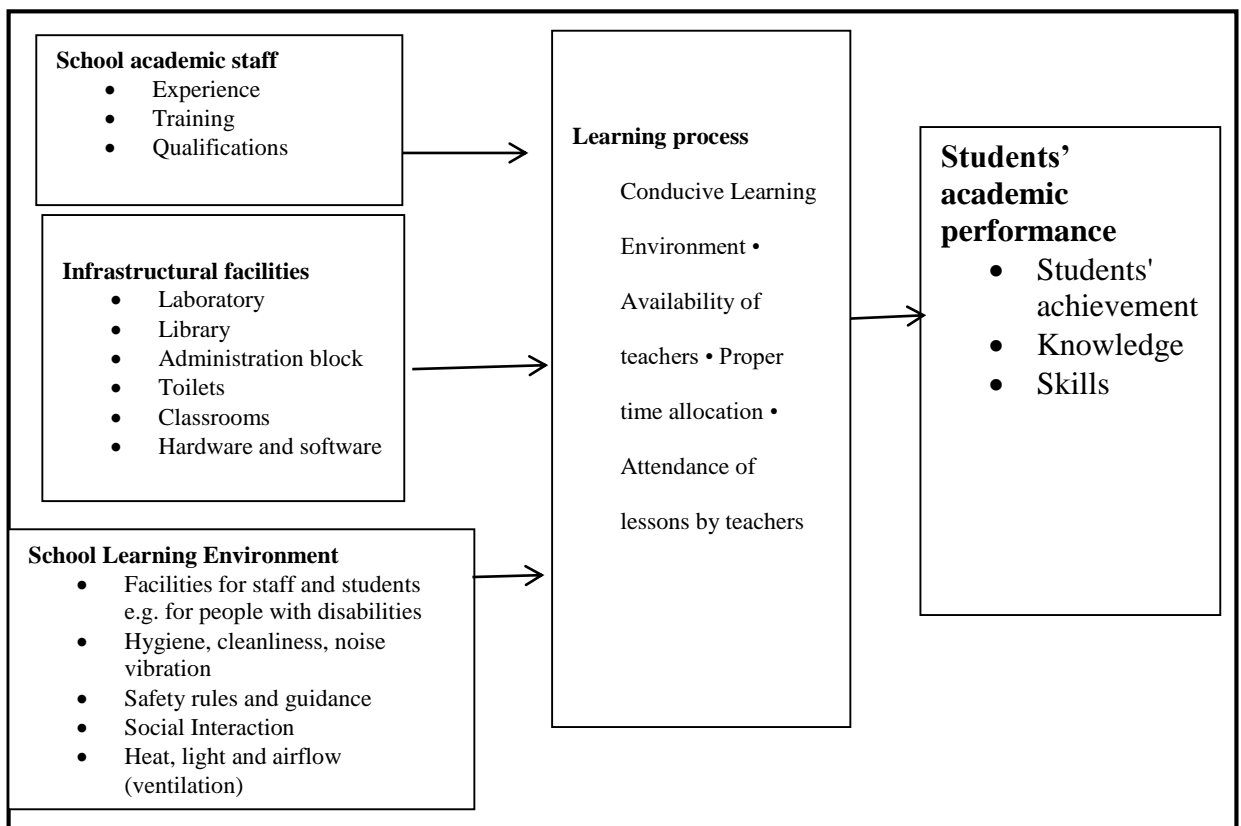 School academic staff
• Experience
• Training
• Qualifications
Infrastructural facilities
• Laboratory
• Library
• Administration block
• Toilets
• Classrooms
• Hardware and software
School Learning Environment
• Facilities for staff and students
e.g. for people with disabilities
• Hygiene, cleanliness, noise
vibration
• Safety rules and guidance
• Social Interaction
• Heat, light and airflow
(ventilation)
Learning process
Conducive Learning
Environment •
Availability of
teachers • Proper
time allocation •
Attendance of
lessons by teachers
Students’
academic
performance
• Students'
achievement
• Knowledge
• Skills